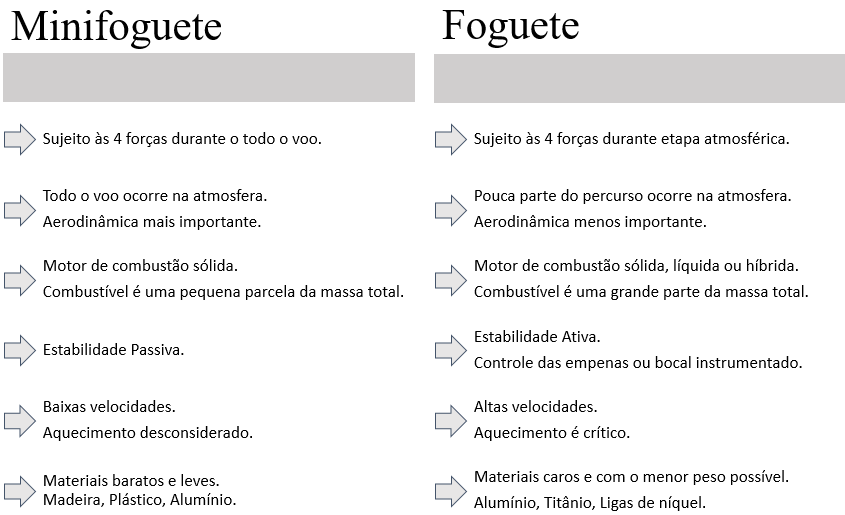 Minifoguete
Sujeito às 4 forças durante o todo o voo.
Todo o voo ocorre na atmosfera.
Aerodinâmica mais importante.
Motor de combustão sólida.
Combustível é uma pequena parcela da massa total.
Estabilidade Passiva.
Baixas velocidades.
Aquecimento desconsiderado.
Materiais baratos e leves.
Madeira, Plástico, Alumínio.
Foguete
Sujeito às 4 forças durante etapa atmosférica.
Pouca parte do percurso ocorre na atmosfera.
Aerodinâmica menos importante.
Motor de combustão sólida, líquida ou híbrida.
Combustível é uma grande parte da massa total.
Estabilidade Ativa.
Controle das empenas ou bocal instrumentado.
Altas velocidades.
Aquecimento é crítico.
Materiais caros e com o menor peso possível.
Alumínio, Titânio, Ligas de níquel.